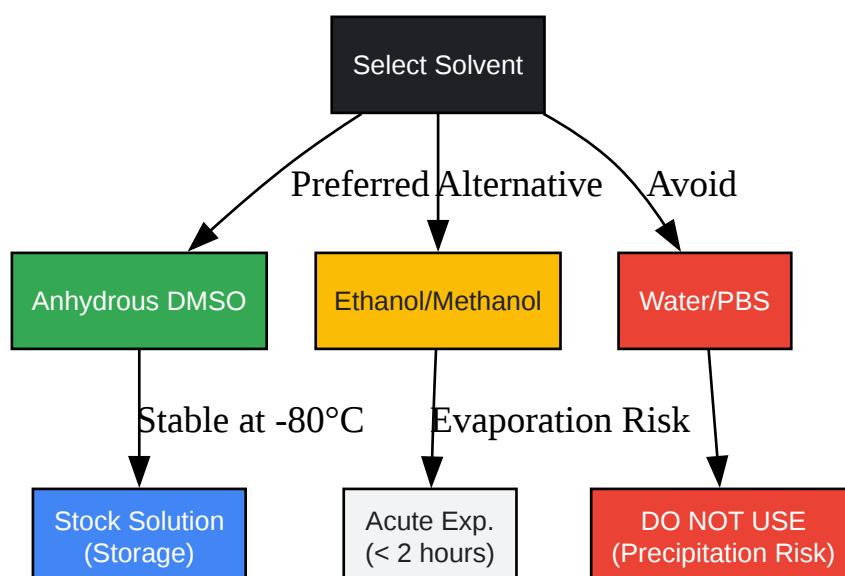 Select Solvent
Preferred
Alternative
Avoid
Anhydrous DMSO
Ethanol/Methanol
Water/PBS
Stable at -80°C
Evaporation Risk
Stock Solution
(Storage)
Acute Exp.
(< 2 hours)
DO NOT USE
(Precipitation Risk)